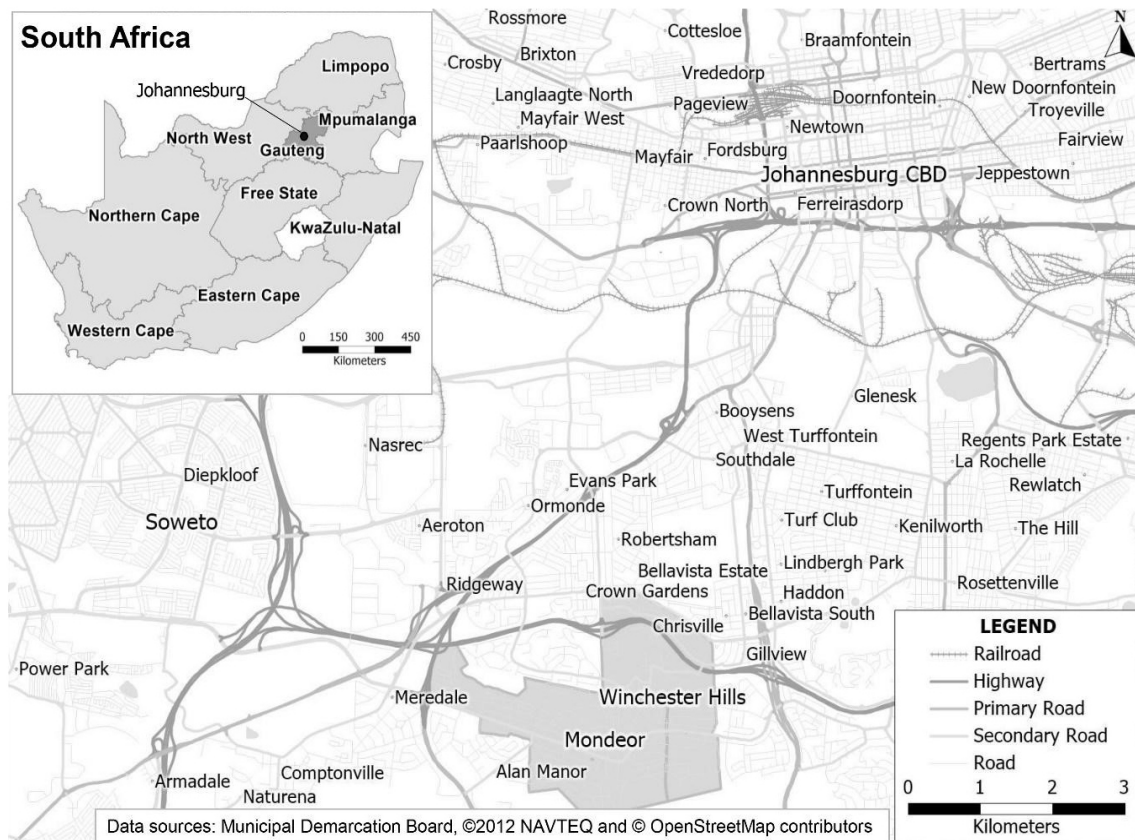 South Africa
Limpopo
Johannesburg
Mpumalanga
North West
Gauteng
Free State
Northern Cape
KwaZulu-Natal
Eastern Cape
Western Cape
0 150 300 450
Kilometers
N
Rossmore
Cottesloe
Braamfontein
Brixton
Crosby
Bertrams
Vrededorp
Langlaagte North
Pageview
Doornfontein
New Doornfontein
Troyeville
Mayfair West
Newtown
Paarlshoop
Fordsburg
Fairview
Mayfair
Johannesburg CBD
Jeppestown
Crown North
Ferreirasdorp
Glenesk
Booysens
Nasrec
West Turffontein
Regents Park Estate
Southdale
La Rochelle
Diepkloof
Evans Park
Rewlatch
Ormonde
Turffontein
Soweto
Aeroton
Turf Club
Kenilworth
The Hill
Robertsham
Lindbergh Park
Bellavista Estate
Ridgeway
Crown Gardens
Haddon
Rosettenville
Bellavista South
Chrisville
Gillview
Power Park
Meredale
Winchester Hills
Mondeor
Alan Manor
Comptonville
Armadale
Naturena
LEGEND
Railroad
Highway
Primary Road
Secondary Road
Road
0 1 2 3
Kilometers
Data sources: Municipal Demarcation Board, ©2012 NAVTEQ and © OpenStreetMap contributors